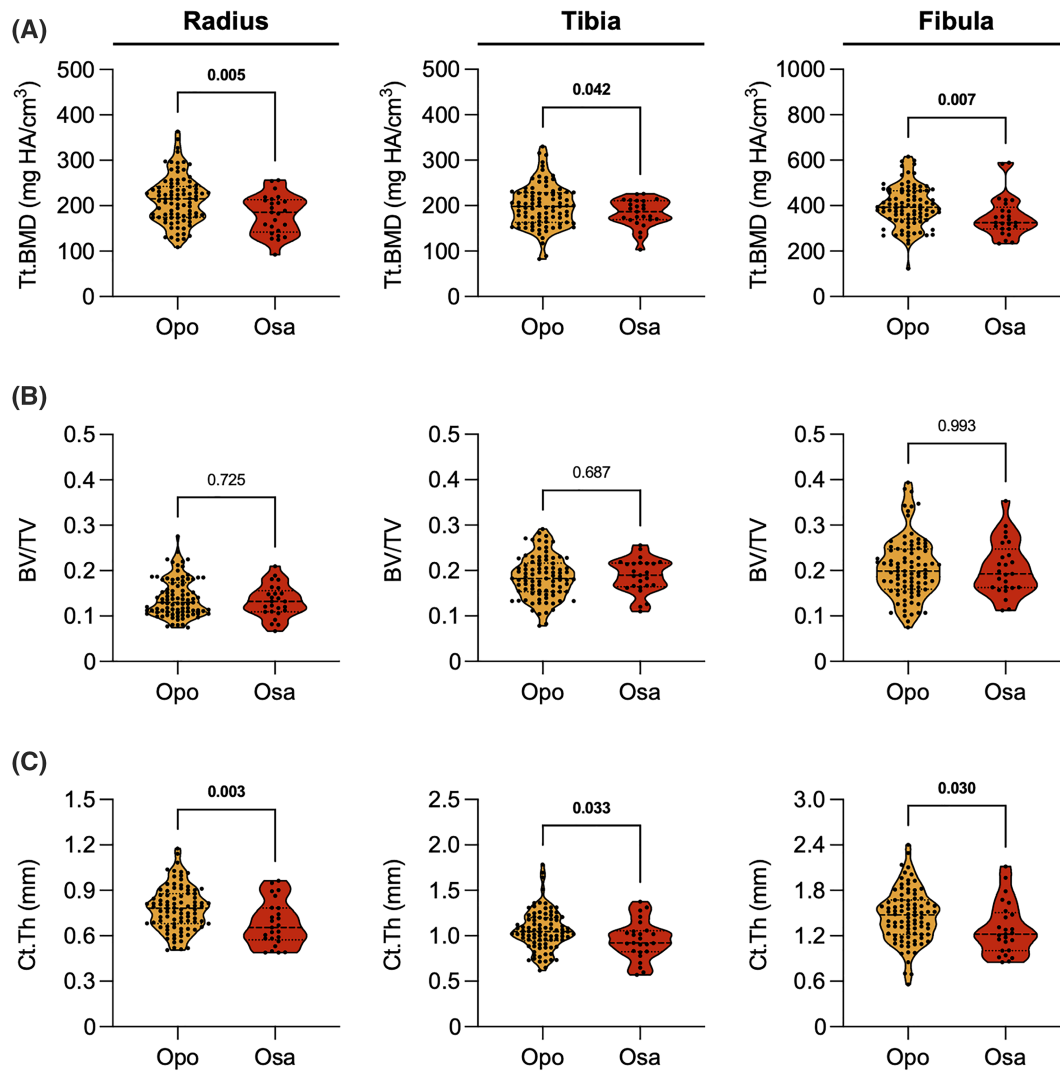 (A)
Radius
Tibia
Fibula
Tt.BMD (mg HA/cm³)
500
400
300
200
100
0
0.005
Opo
Osa
Tt.BMD (mg HA/cm³)
500
400
300
200
100
0
0.042
Opo
Osa
Tt.BMD (mg HA/cm³)
1000
800
600
400
200
0
0.007
Opo
Osa
(B)
BV/TV
0.5
0.4
0.3
0.2
0.1
0
0.725
Opo
Osa
BV/TV
0.5
0.4
0.3
0.2
0.1
0
0.687
Opo
Osa
BV/TV
0.5
0.4
0.3
0.2
0.1
0
0.993
Opo
Osa
(C)
Ct.Th (mm)
1.5
1.2
0.9
0.6
0.3
0
0.003
Opo
Osa
Ct.Th (mm)
2.5
2.0
1.5
1.0
0.5
0
0.033
Opo
Osa
Ct.Th (mm)
3.0
2.4
1.8
1.2
0.6
0
0.030
Opo
Osa